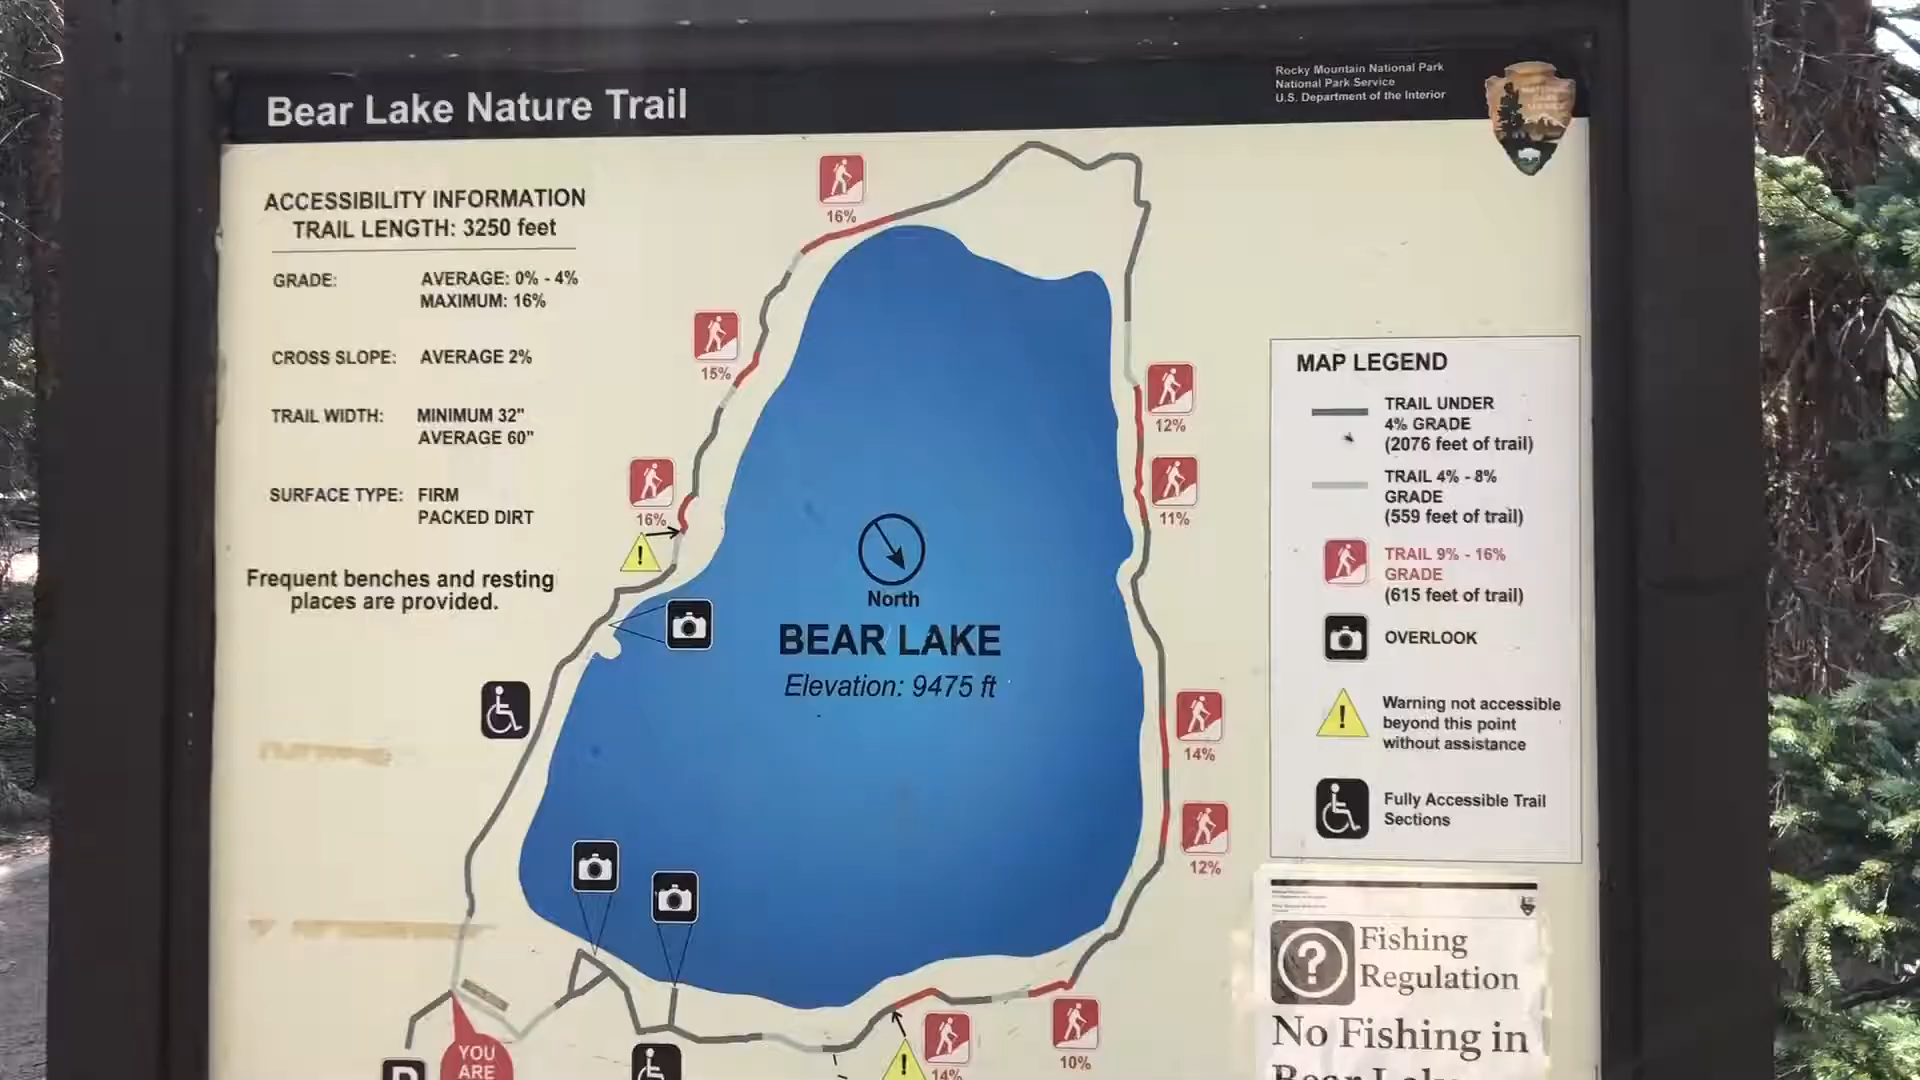 Bear Lake Nature Trail
Rocky Mountain National Park
National Park Service
U.S. Department of the Interior
ACCESSIBILITY INFORMATION
TRAIL LENGTH: 3250 feet
GRADE: AVERAGE: 0% - 4%
MAXIMUM: 16%
CROSS SLOPE: AVERAGE 2%
TRAIL WIDTH: MINIMUM 32"
AVERAGE 60"
SURFACE TYPE: FIRM
PACKED DIRT
Frequent benches and resting
places are provided.
16%
15%
16%
!
12%
11%
14%
12%
10%
14%
!
North
BEAR LAKE
Elevation: 9475 ft
YOU
ARE
P
MAP LEGEND
TRAIL UNDER
4% GRADE
(2076 feet of trail)
TRAIL 4% - 8%
GRADE
(559 feet of trail)
TRAIL 9% - 16%
GRADE
(615 feet of trail)
OVERLOOK
!
Warning not accessible
beyond this point
without assistance
Fully Accessible Trail
Sections
?
Fishing
Regulation
No Fishing in
Bear Lake